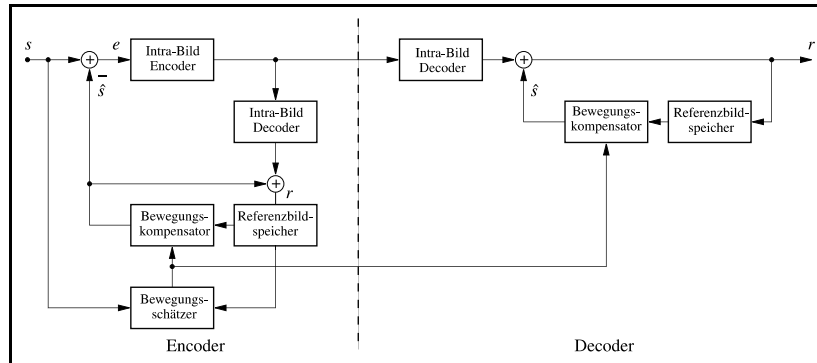 s
e
Intra-Bild
Encoder
Intra-Bild
Decoder
r
ŝ
ŝ
Intra-Bild
Decoder
Bewegungs-
kompensator
Referenzbild-
speicher
r
Bewegungs-
kompensator
Referenzbild-
speicher
Bewegungs-
schätzer
Encoder
Decoder